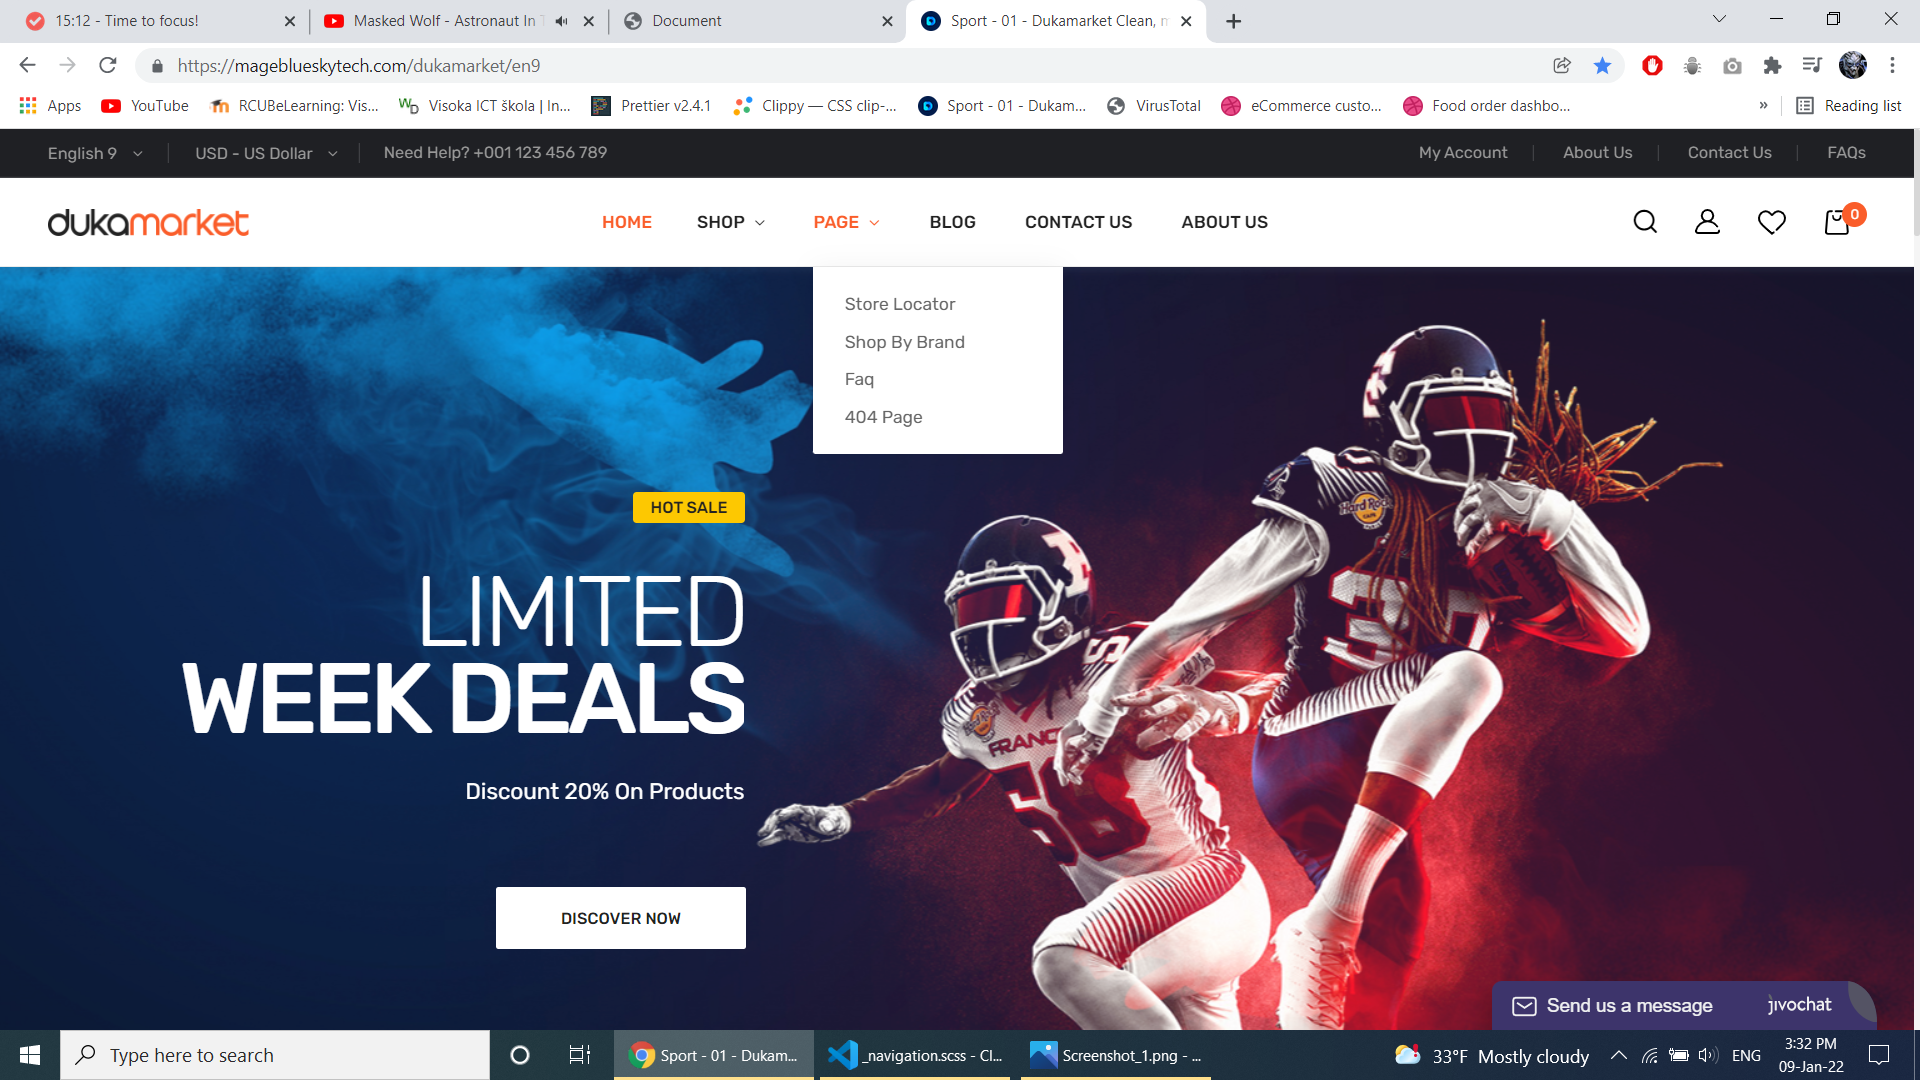 15:12 - Time to focus!
Masked Wolf - Astronaut In
Document
Sport - 01 - Dukamarket Clean,
https://mageblueskytech.com/dukamarket/en9
Apps
YouTube
RCUBeLearning: Vis...
Visoka ICT škola | In...
Prettier v2.4.1
Clippy — CSS clip-...
Sport - 01 - Dukam...
VirusTotal
eCommerce custo...
Food order dashbo...
»
Reading list
English 9
USD - US Dollar
Need Help? +001 123 456 789
My Account
About Us
Contact Us
FAQs
dukamarket
HOME
SHOP
PAGE
BLOG
CONTACT US
ABOUT US
0
Store Locator
Shop By Brand
Faq
404 Page
HOT SALE
LIMITED
WEEK DEALS
Discount 20% On Products
DISCOVER NOW
Hard Rock
CAFE
FRANC
Send us a message
jivochat
Type here to search
Sport - 01 - Dukam...
_navigation.scss - Cl...
Screenshot_1.png - ...
33°F Mostly cloudy
ENG
3:32 PM
09-Jan-22